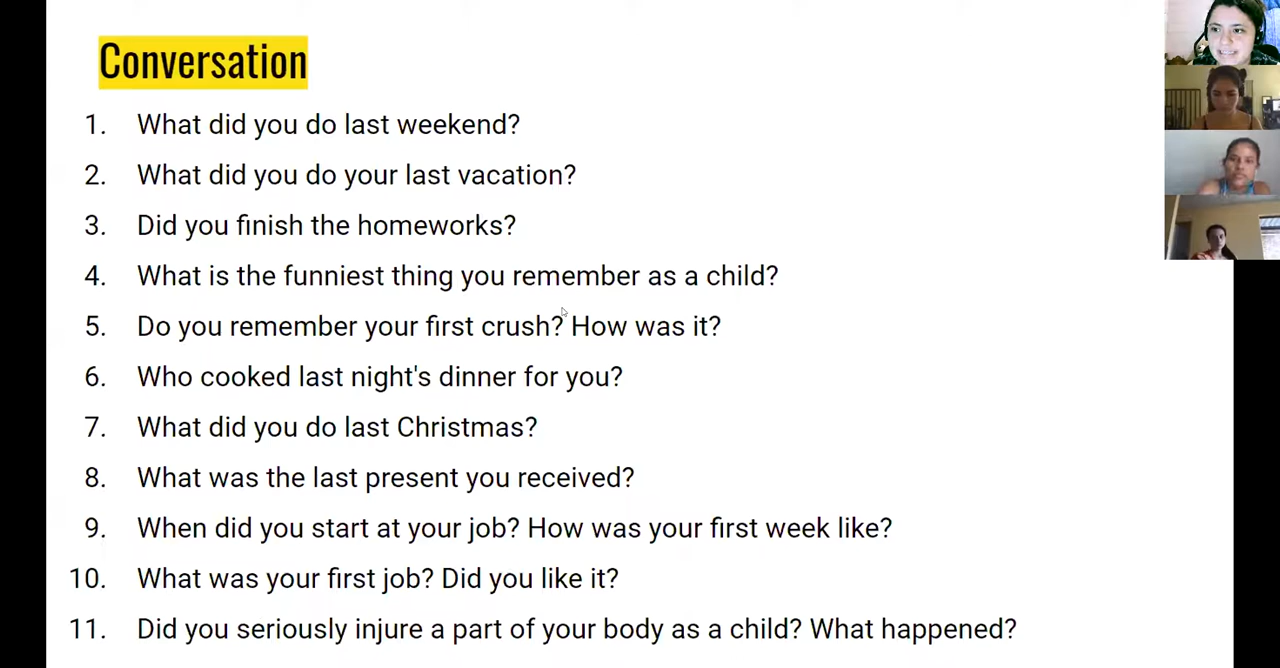 Conversation
1. What did you do last weekend?
2. What did you do your last vacation?
3. Did you finish the homeworks?
4. What is the funniest thing you remember as a child?
5. Do you remember your first crush? How was it?
6. Who cooked last night's dinner for you?
7. What did you do last Christmas?
8. What was the last present you received?
9. When did you start at your job? How was your first week like?
10. What was your first job? Did you like it?
11. Did you seriously injure a part of your body as a child? What happened?